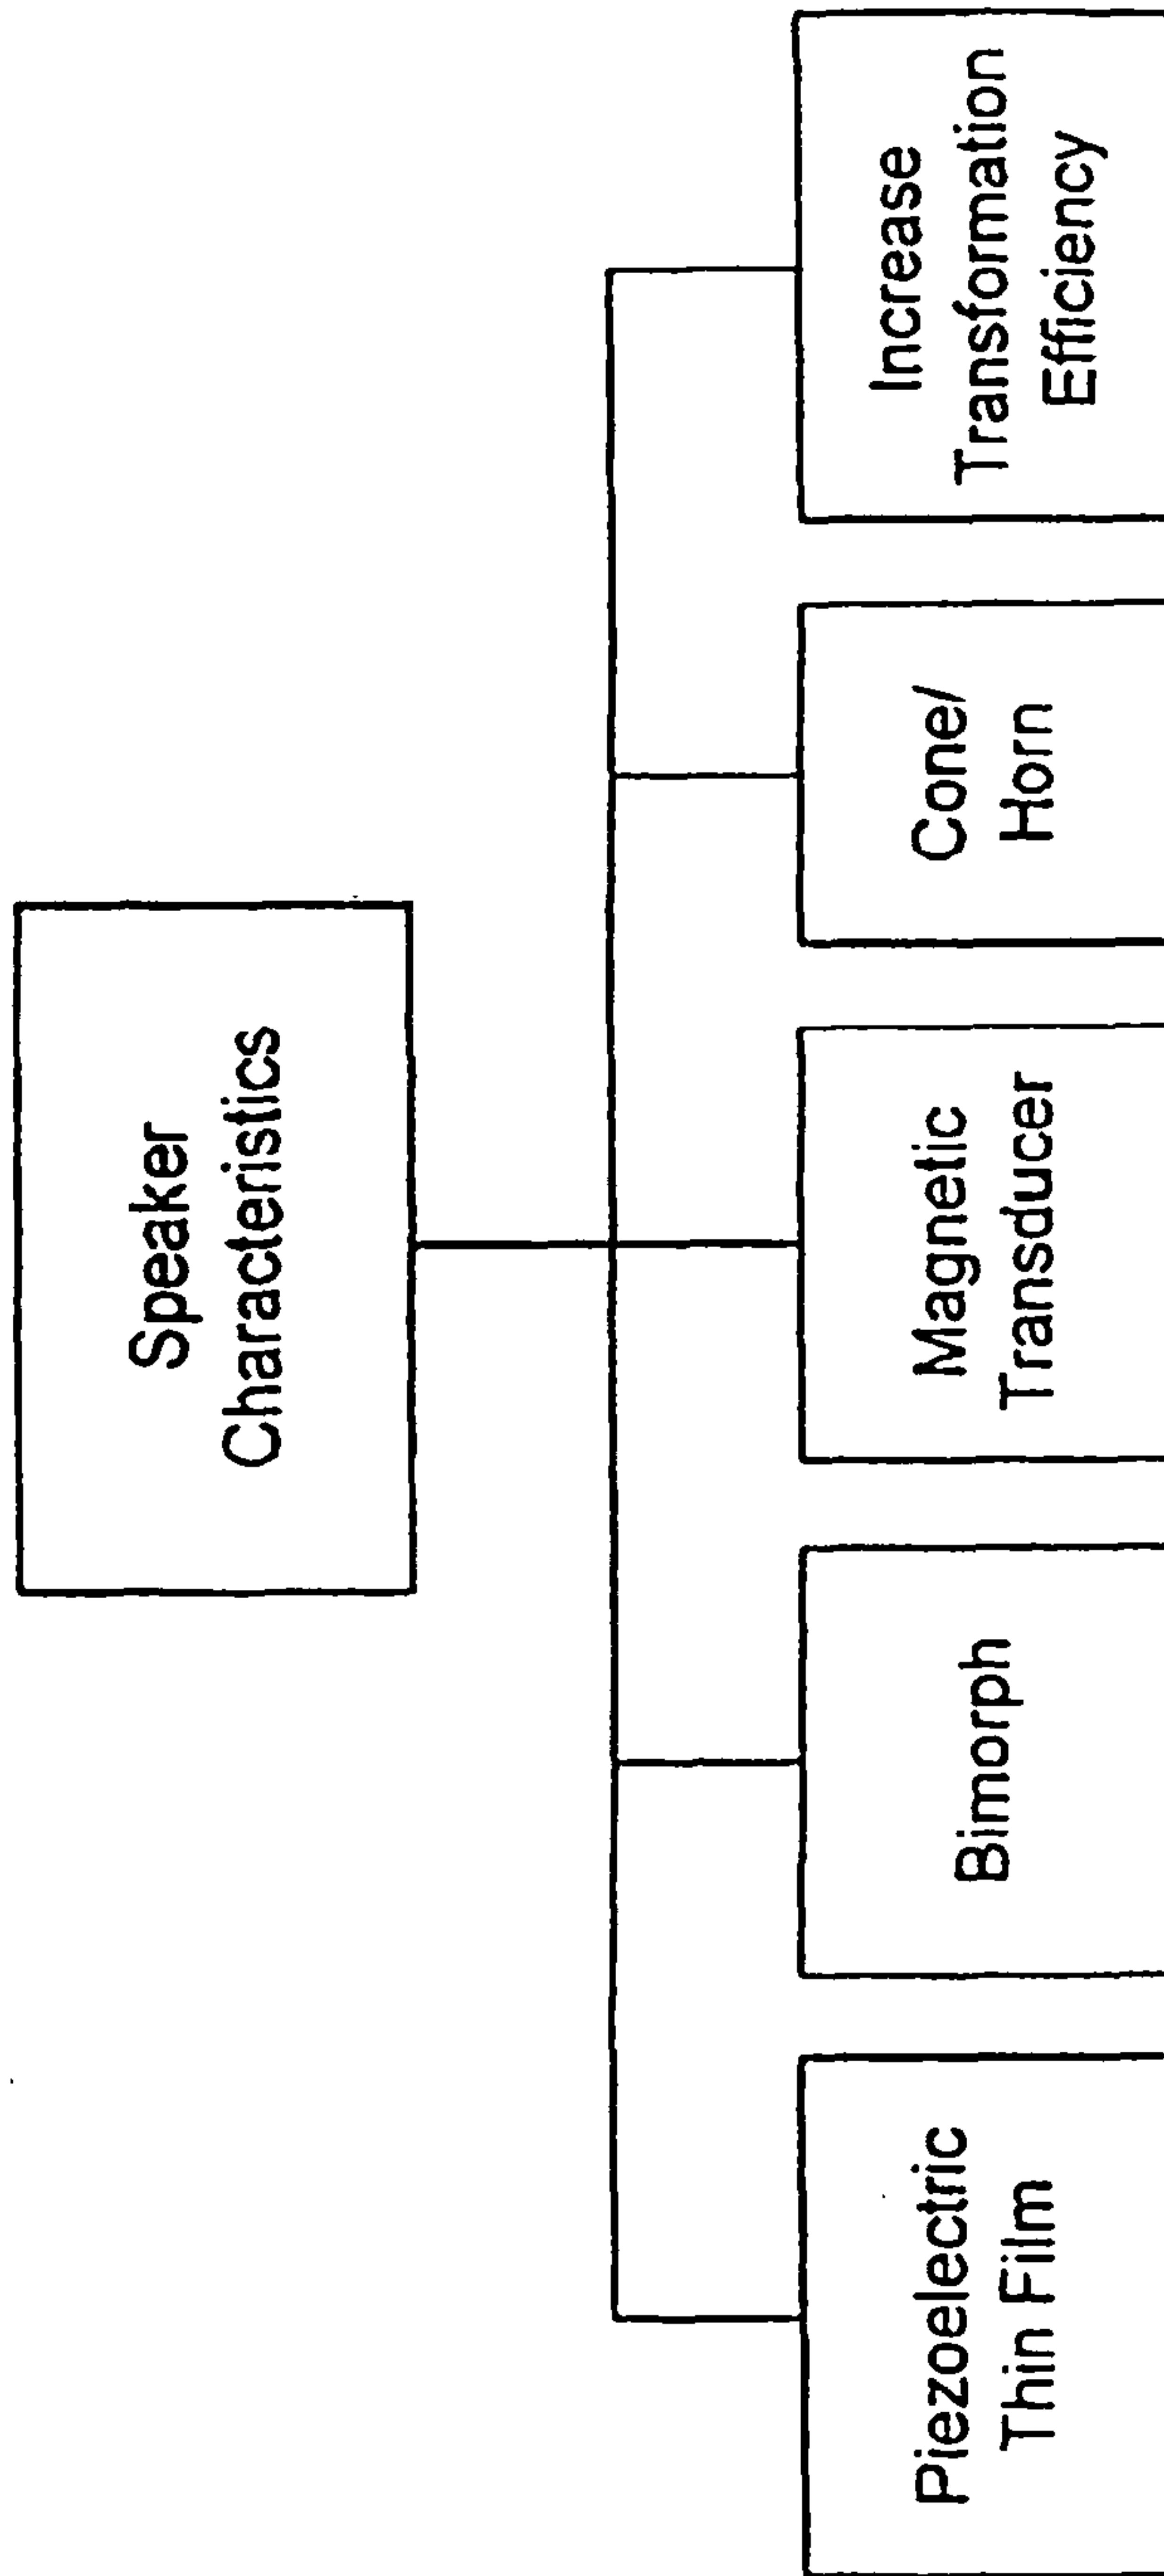 Speaker
Characteristics
Piezoelectric
Thin Film
Bimorph
Magnetic
Transducer
Cone/
Horn
Increase
Transformation
Efficiency